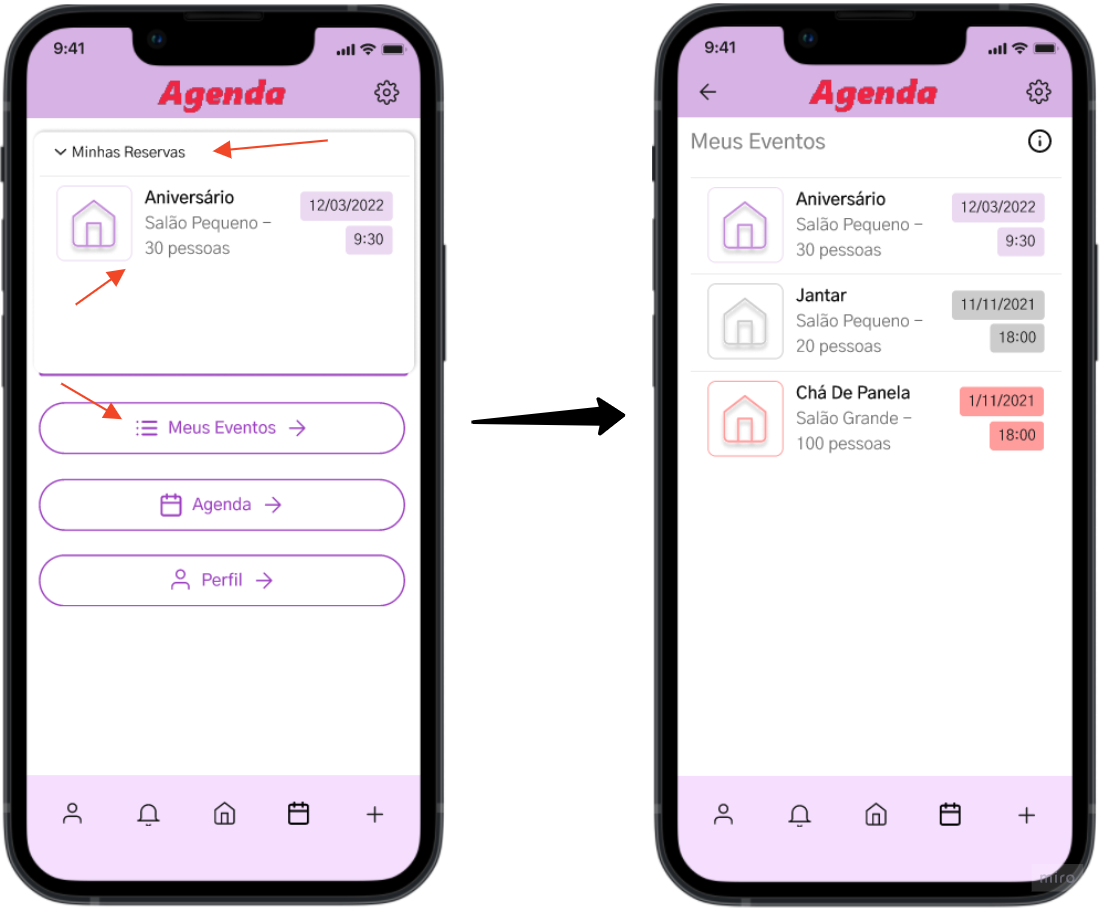 9:41
Agenda
Minhas Reservas
Aniversário
Salão Pequeno –
30 pessoas
12/03/2022
9:30
Meus Eventos
Agenda
Perfil
9:41
Agenda
Meus Eventos
Aniversário
Salão Pequeno –
30 pessoas
12/03/2022
9:30
Jantar
Salão Pequeno –
20 pessoas
11/11/2021
18:00
Chá De Panela
Salão Grande –
100 pessoas
1/11/2021
18:00
miro